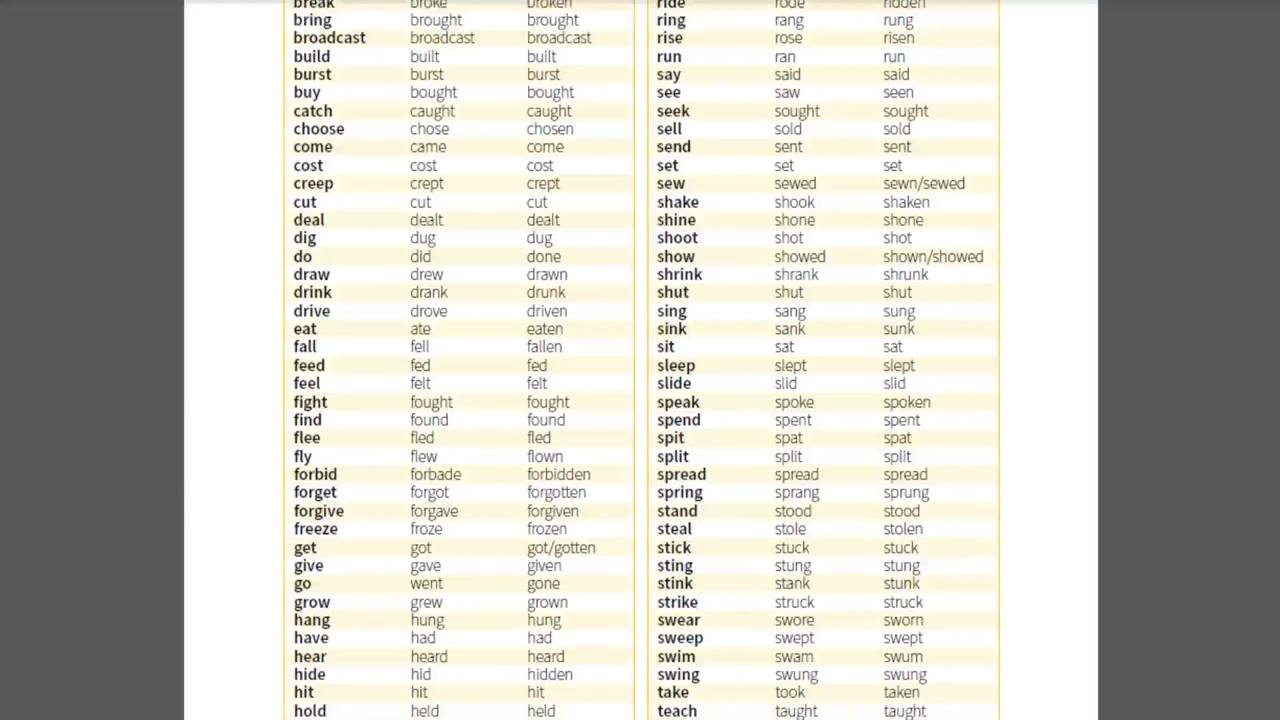 break broke broken
bring brought brought
broadcast broadcast broadcast
build built built
burst burst burst
buy bought bought
catch caught caught
choose chose chosen
come came come
cost cost cost
creep crept crept
cut cut cut
deal dealt dealt
dig dug dug
do did done
draw drew drawn
drink drank drunk
drive drove driven
eat ate eaten
fall fell fallen
feed fed fed
feel felt felt
fight fought fought
find found found
flee fled fled
fly flew flown
forbid forbade forbidden
forget forgot forgotten
forgive forgave forgiven
freeze froze frozen
get got got/gotten
give gave given
go went gone
grow grew grown
hang hung hung
have had had
hear heard heard
hide hid hidden
hit hit hit
hold held held
ride rode ridden
ring rang rung
rise rose risen
run ran run
say said said
see saw seen
seek sought sought
sell sold sold
send sent sent
set set set
sew sewed sewn/sewed
shake shook shaken
shine shone shone
shoot shot shot
show showed shown/showed
shrink shrank shrunk
shut shut shut
sing sang sung
sink sank sunk
sit sat sat
sleep slept slept
slide slid slid
speak spoke spoken
spend spent spent
spit spat spat
split split split
spread spread spread
spring sprang sprung
stand stood stood
steal stole stolen
stick stuck stuck
sting stung stung
stink stank stunk
strike struck struck
swear swore sworn
sweep swept swept
swim swam swum
swing swung swung
take took taken
teach taught taught